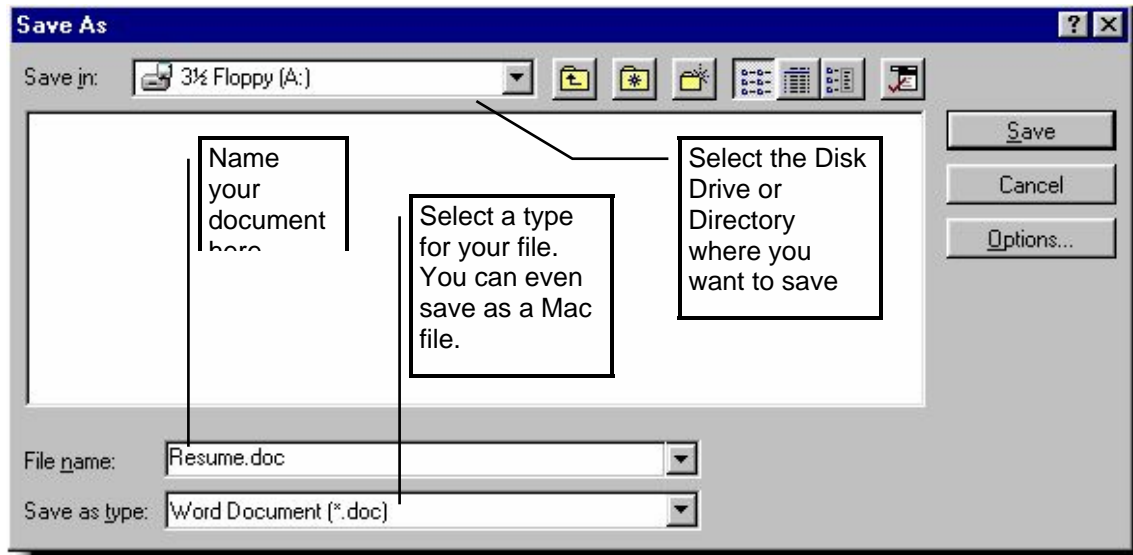 Save As
Save in: 3½ Floppy (A:)
Name
your
document
here
Select a type
for your file.
You can even
save as a Mac
file.
Select the Disk
Drive or
Directory
where you
want to save
Save
Cancel
Options...
File name: Resume.doc
Save as type: Word Document (*.doc)